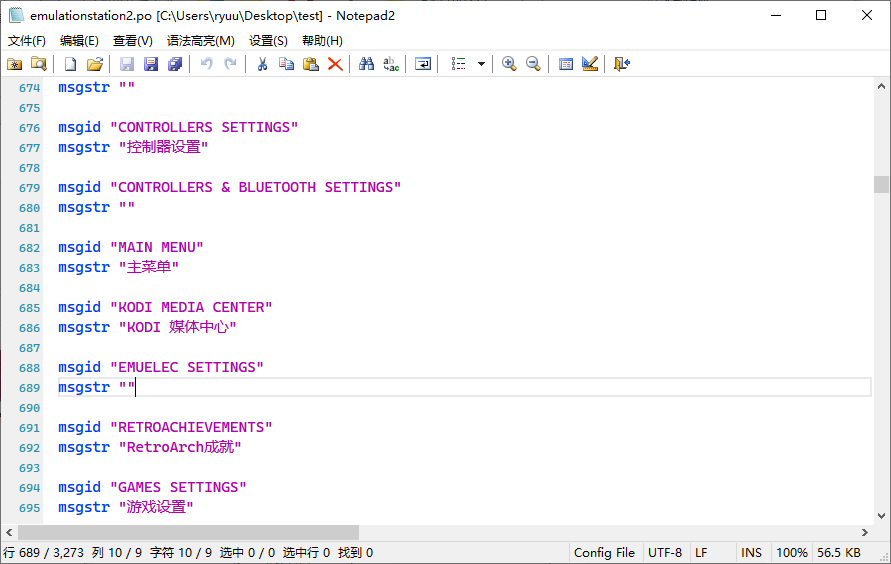 emulationstation2.po [C:\Users\ryuu\Desktop\test] - Notepad2
文件(F) 编辑(E) 查看(V) 语法高亮(M) 设置(S) 帮助(H)
674 msgstr ""
675
676 msgid "CONTROLLERS SETTINGS"
677 msgstr "控制器设置"
678
679 msgid "CONTROLLERS & BLUETOOTH SETTINGS"
680 msgstr ""
681
682 msgid "MAIN MENU"
683 msgstr "主菜单"
684
685 msgid "KODI MEDIA CENTER"
686 msgstr "KODI 媒体中心"
687
688 msgid "EMUELEC SETTINGS"
689 msgstr ""
690
691 msgid "RETROACHIEVEMENTS"
692 msgstr "RetroArch成就"
693
694 msgid "GAMES SETTINGS"
695 msgstr "游戏设置"
行 689 / 3,273 列 10 / 9 字符 10 / 9 选中 0 / 0 选中行 0 找到 0 Config File UTF-8 LF INS 100% 56.5 KB